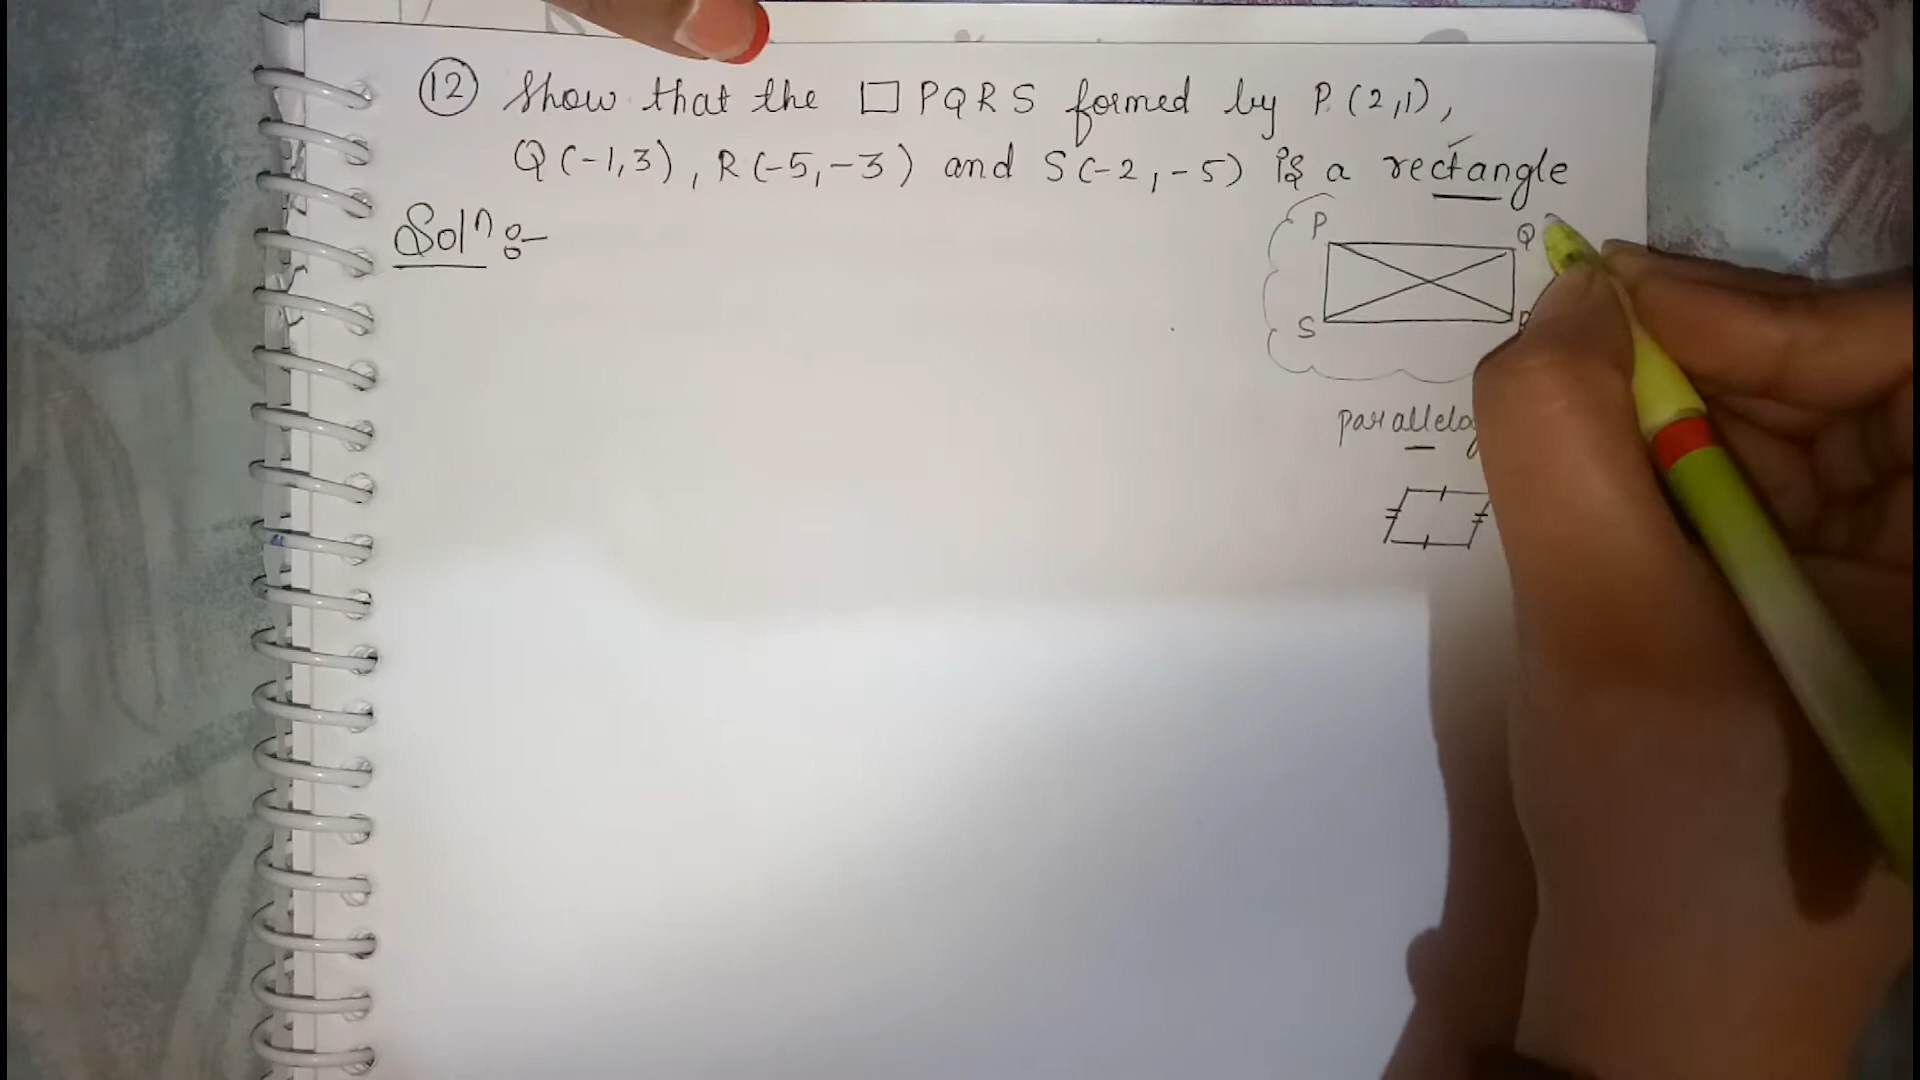 12 Show that the □ PQRS formed by P(2,1),
Q(-1,3), R(-5,-3) and S(-2,-5) is a rectangle
Solⁿ :-
P Q
S